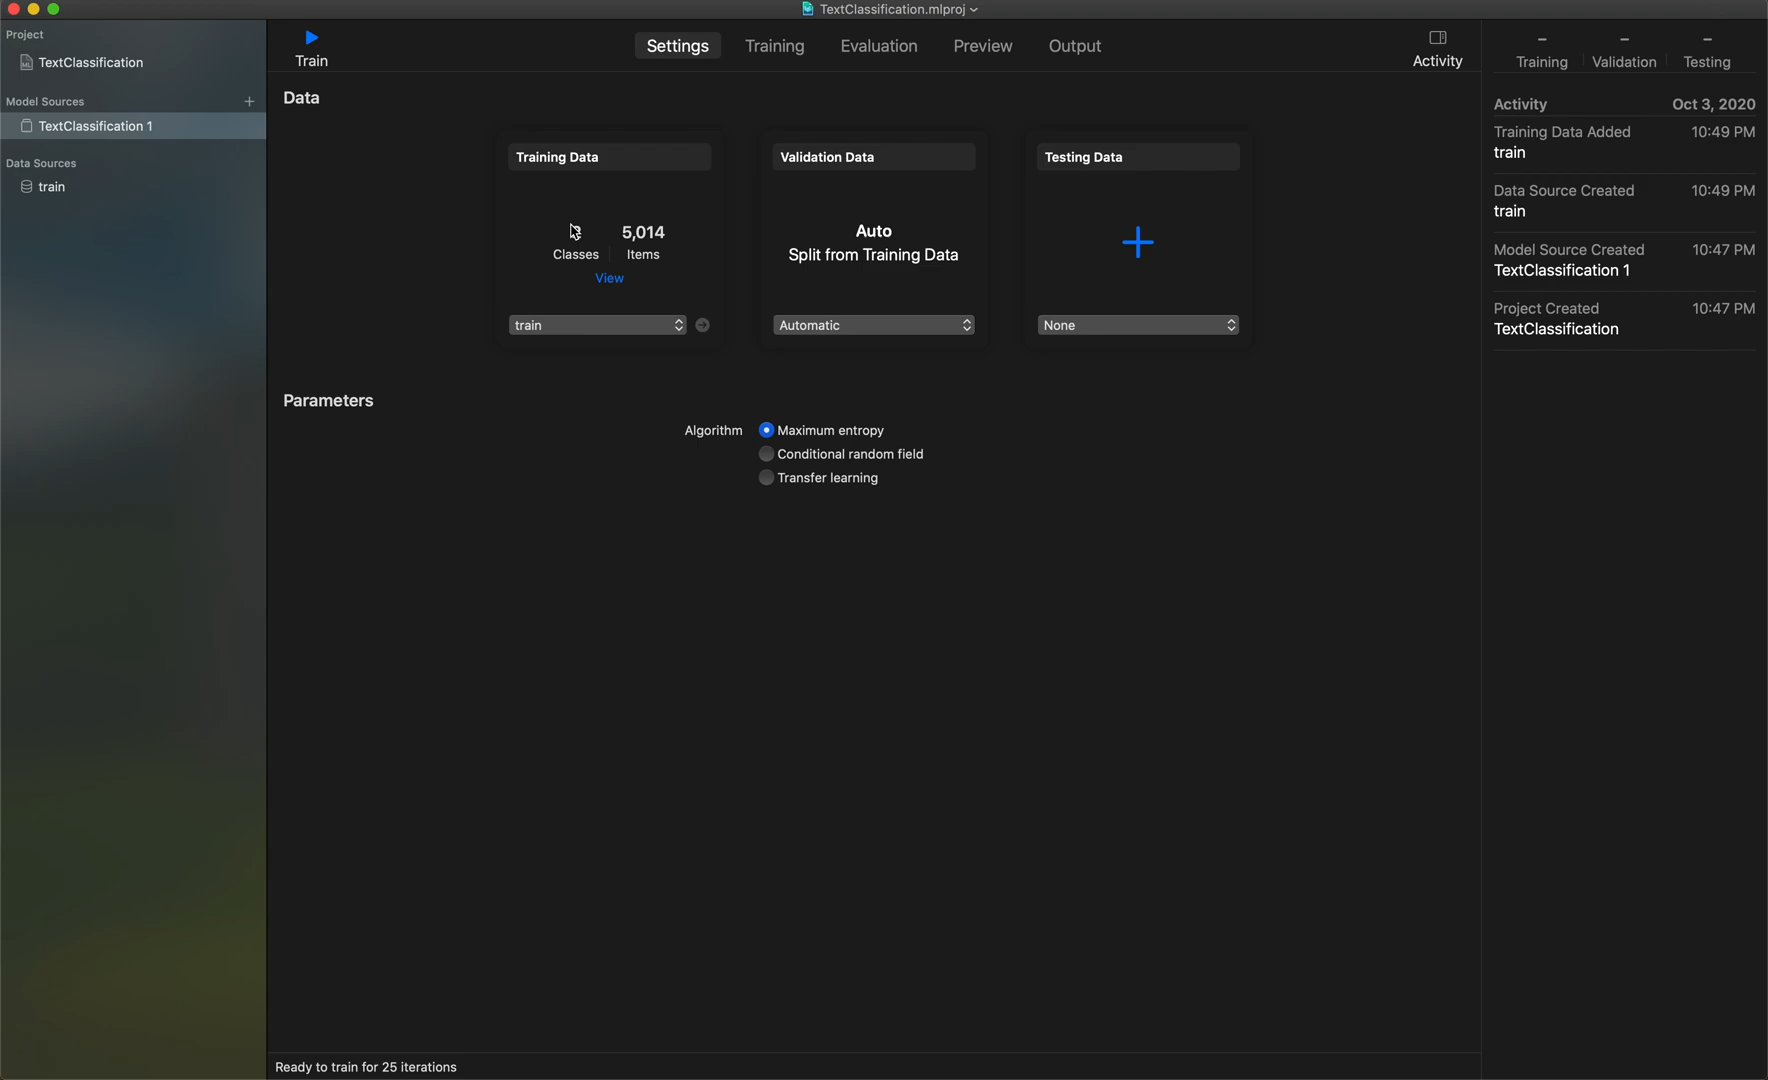 TextClassification.mlproj
Project
TextClassification
Model Sources
TextClassification 1
Data Sources
train
Train
Settings
Training
Evaluation
Preview
Output
Activity
Data
Training Data
5,014
Classes
Items
View
train
Validation Data
Auto
Split from Training Data
Automatic
Testing Data
None
Parameters
Algorithm
Maximum entropy
Conditional random field
Transfer learning
Ready to train for 25 iterations
– – –
Training Validation Testing
Activity Oct 3, 2020
Training Data Added 10:49 PM
train
Data Source Created 10:49 PM
train
Model Source Created 10:47 PM
TextClassification 1
Project Created 10:47 PM
TextClassification